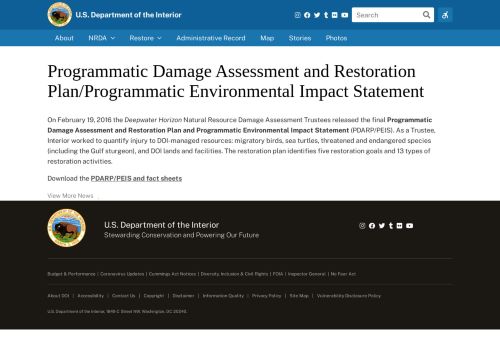 U.S. Department of the Interior
Search
About
NRDA
Restore
Administrative Record
Map
Stories
Photos
Programmatic Damage Assessment and Restoration
Plan/Programmatic Environmental Impact Statement
On February 19, 2016 the Deepwater Horizon Natural Resource Damage Assessment Trustees released the final Programmatic
Damage Assessment and Restoration Plan and Programmatic Environmental Impact Statement (PDARP/PEIS). As a Trustee,
Interior worked to quantify injury to DOI-managed resources: migratory birds, sea turtles, threatened and endangered species
(including the Gulf sturgeon), and DOI lands and facilities. The restoration plan identifies five restoration goals and 13 types of
restoration activities.
Download the PDARP/PEIS and fact sheets
View More News
U.S. Department of the Interior
Stewarding Conservation and Powering Our Future
Budget & Performance | Coronavirus Updates | Cummings Act Notices | Diversity, Inclusion & Civil Rights | FOIA | Inspector General | No Fear Act
About DOI | Accessibility | Contact Us | Copyright | Disclaimer | Information Quality | Privacy Policy | Site Map | Vulnerability Disclosure Policy
U.S. Department of the Interior, 1849 C Street NW, Washington, DC 20240.